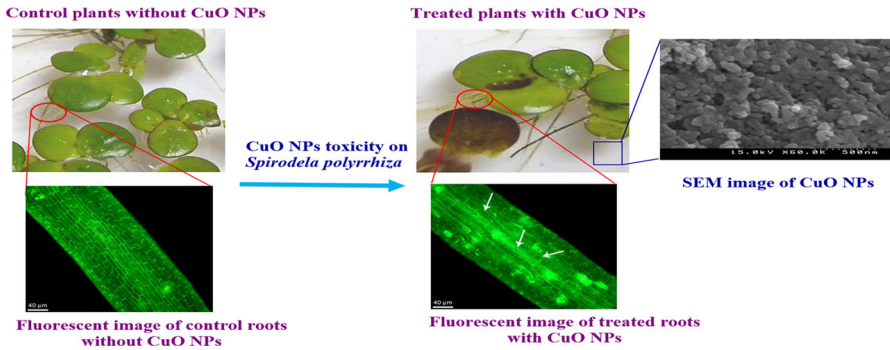 Control plants without CuO NPs
Treated plants with CuO NPs
CuO NPs toxicity on
Spirodela polyrrhiza
15.0kV X60.0K 500nm
SEM image of CuO NPs
40 µm
40 µm
Fluorescent image of control roots
without CuO NPs
Fluorescent image of treated roots
with CuO NPs